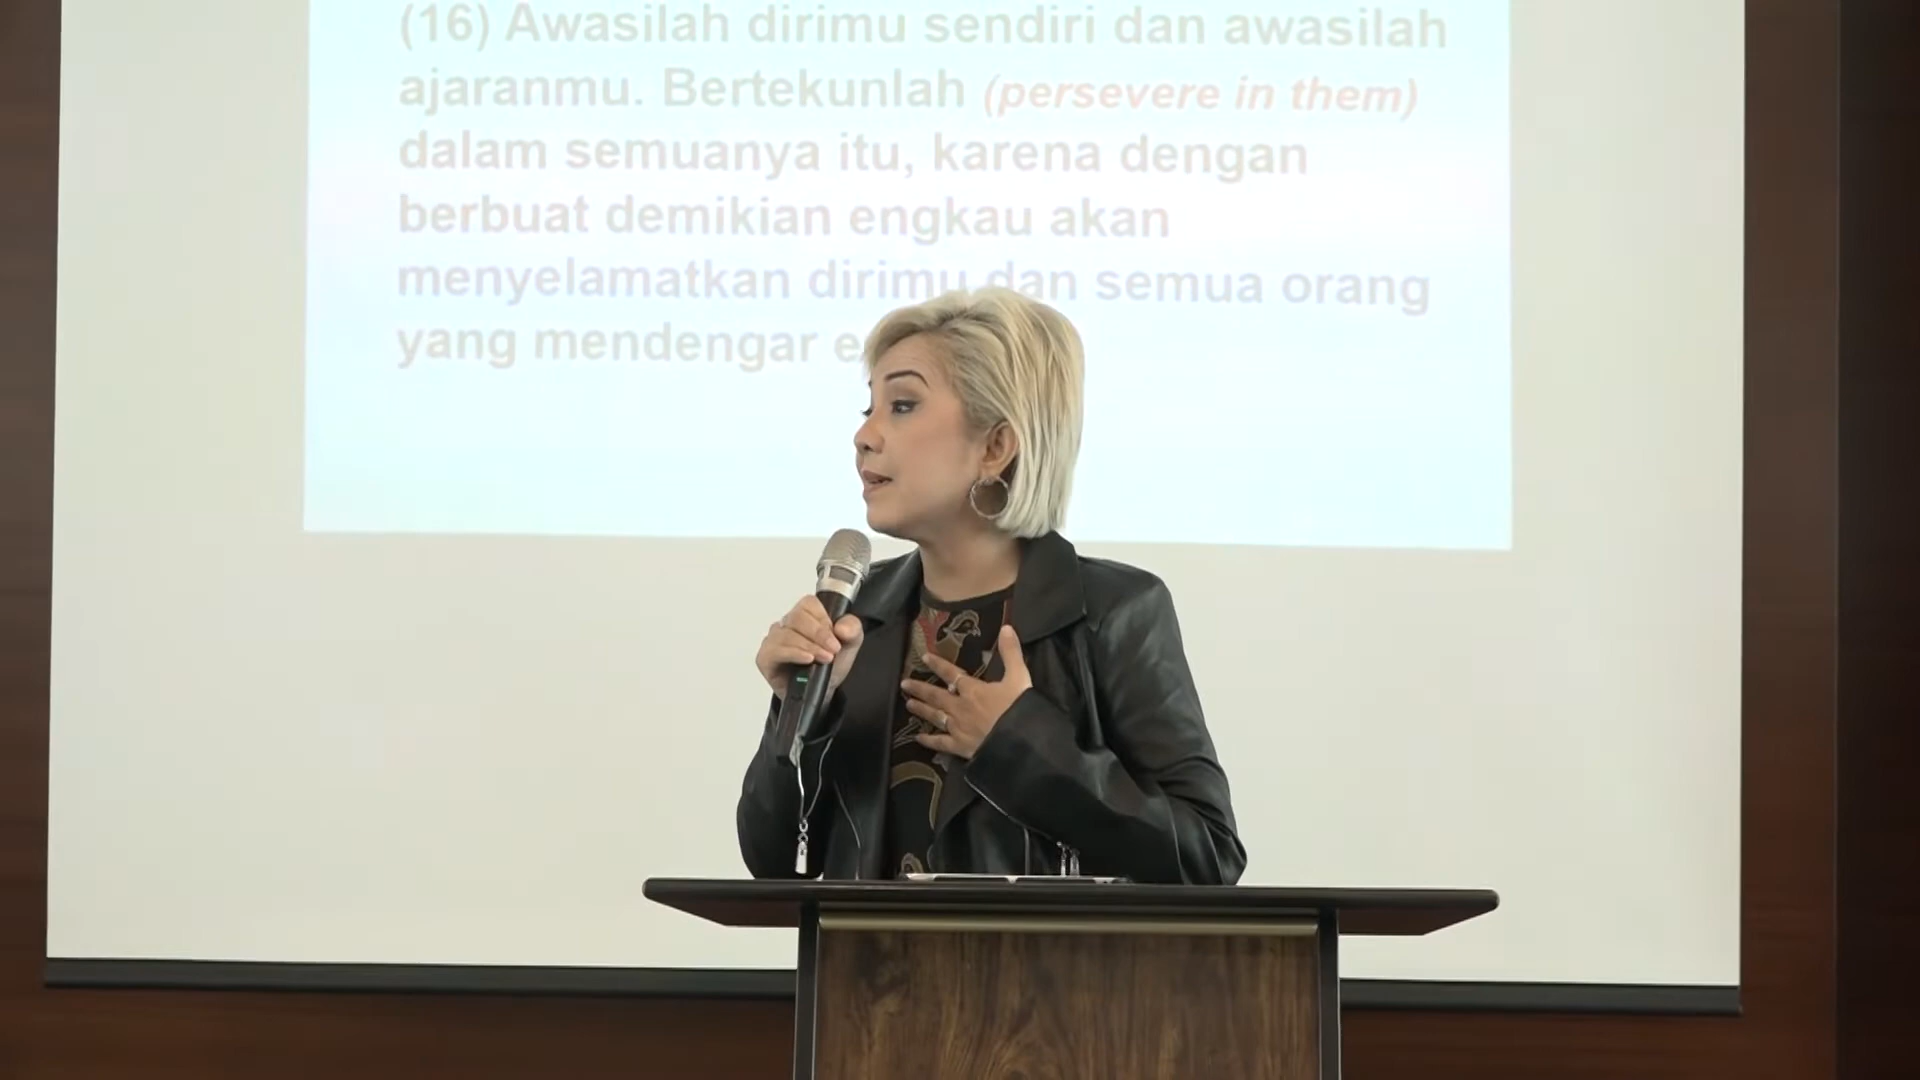 (16) Awasilah dirimu sendiri dan awasilah
ajaranmu. Bertekunlah (persevere in them)
dalam semuanya itu, karena dengan
berbuat demikian engkau akan
menyelamatkan dirimu dan semua orang
yang mendengar